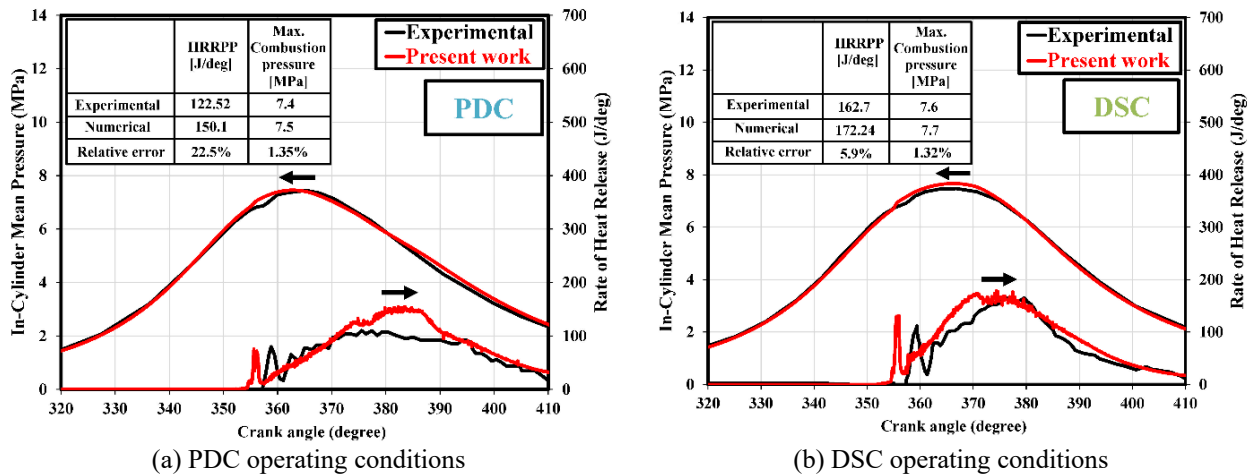 14
12
10
8
6
4
2
0
In-Cylinder Mean Pressure (MPa)
HRRPP
[J/deg]
Max.
Combustion
pressure
[MPa]
Experimental 122.52 7.4
Numerical 150.1 7.5
Relative error 22.5% 1.35%
Experimental
Present work
PDC
700
600
500
400
300
200
100
0
Rate of Heat Release (J/deg)
320 330 340 350 360 370 380 390 400 410
Crank angle (degree)
(a) PDC operating conditions
14
12
10
8
6
4
2
0
In-Cylinder Mean Pressure (MPa)
HRRPP
[J/deg]
Max.
Combustion
pressure
[MPa]
Experimental 162.7 7.6
Numerical 172.24 7.7
Relative error 5.9% 1.32%
Experimental
Present work
DSC
700
600
500
400
300
200
100
0
Rate of Heat Release (J/deg)
320 330 340 350 360 370 380 390 400 410
Crank angle (degree)
(b) DSC operating conditions